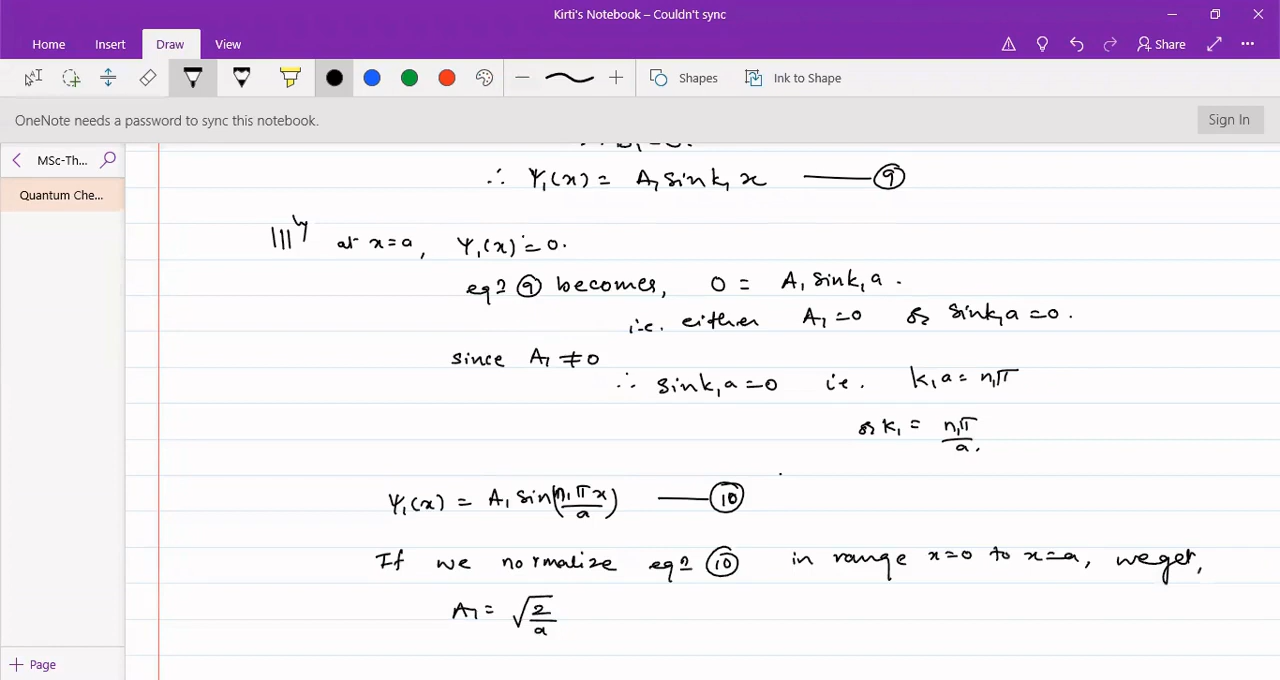 Kirti's Notebook – Couldn't sync
Home Insert Draw View Share
Shapes Ink to Shape
OneNote needs a password to sync this notebook. Sign In
MSc-Th...
Quantum Che...
∴ Ψ₁(x) = A₁ sin k₁ x —— ⑨
|||ly at x=a, Ψ₁(x) = 0.
eqn ⑨ becomes, 0 = A₁ sin k₁ a.
i.e. either A₁ = 0 or sin k₁ a = 0.
since A₁ ≠ 0
∴ sin k₁ a = 0 i.e. k₁ a = n₁π
or k₁ = n₁π/a.
Ψ₁(x) = A₁ sin(n₁πx/a) —— ⑩
If we normalize eqn ⑩ in range x=0 to x=a, we get,
A₁ = √(2/a)
+ Page